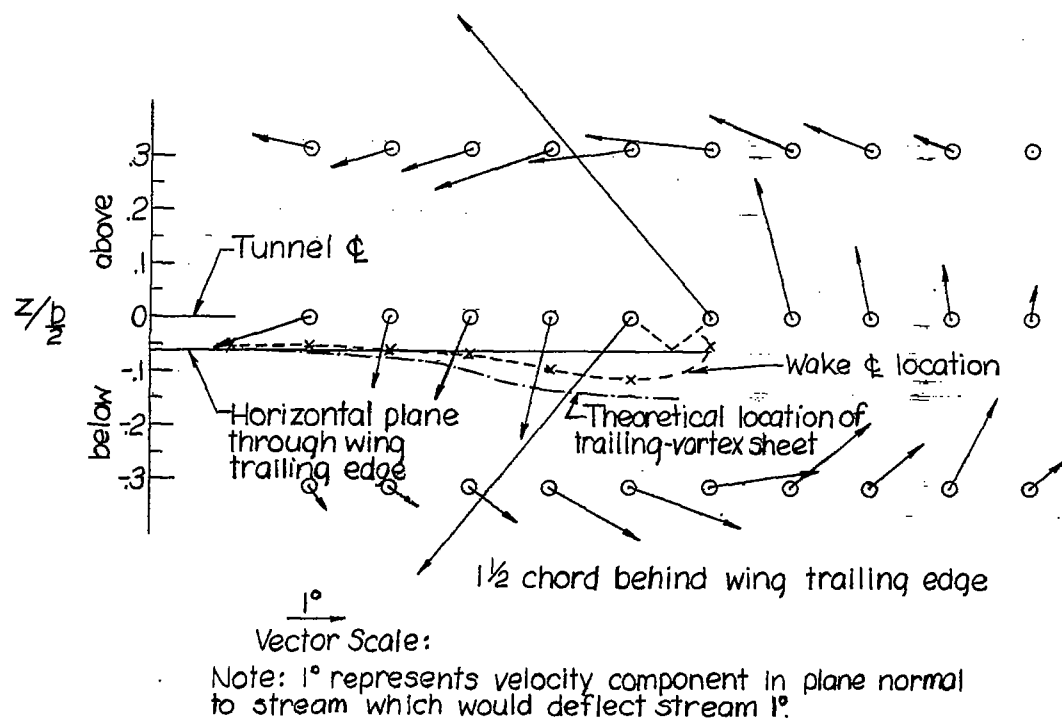 .3
.2
.1
0
-.1
-.2
-.3
above
below
z/b/2
Tunnel ℄
Wake ℄ location
Horizontal plane
through wing
trailing edge
Theoretical location of
trailing-vortex sheet
1½ chord behind wing trailing edge
1°
Vector Scale:
Note: 1° represents velocity component in plane normal
to stream which would deflect stream 1°.